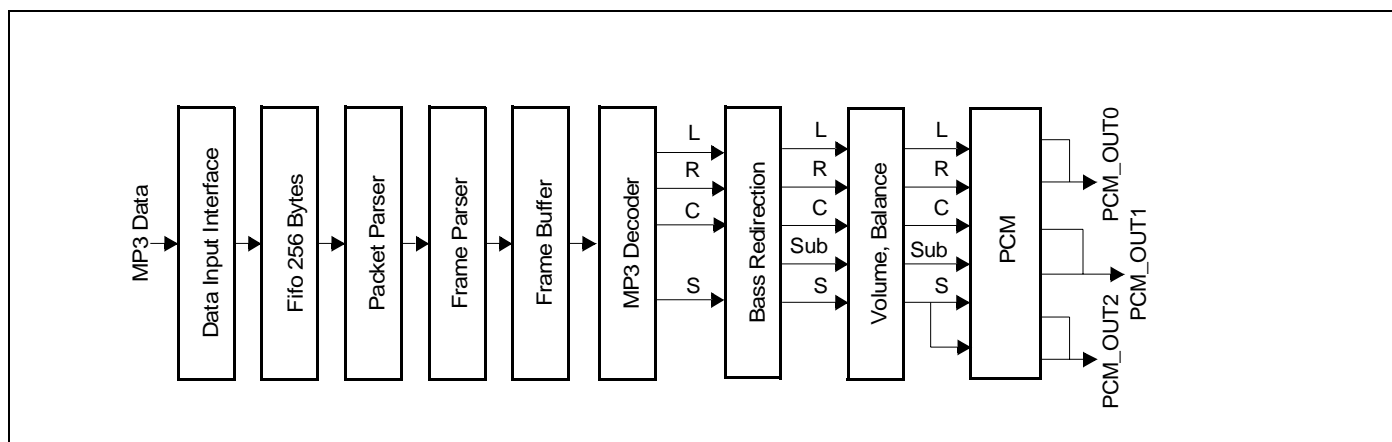 MP3 Data
Data Input Interface
Fifo 256 Bytes
Packet Parser
Frame Parser
Frame Buffer
MP3 Decoder
L
R
C
S
Bass Redirection
L
R
C
Sub
S
Volume, Balance
L
R
C
Sub
S
PCM
PCM_OUT0
PCM_OUT1
PCM_OUT2